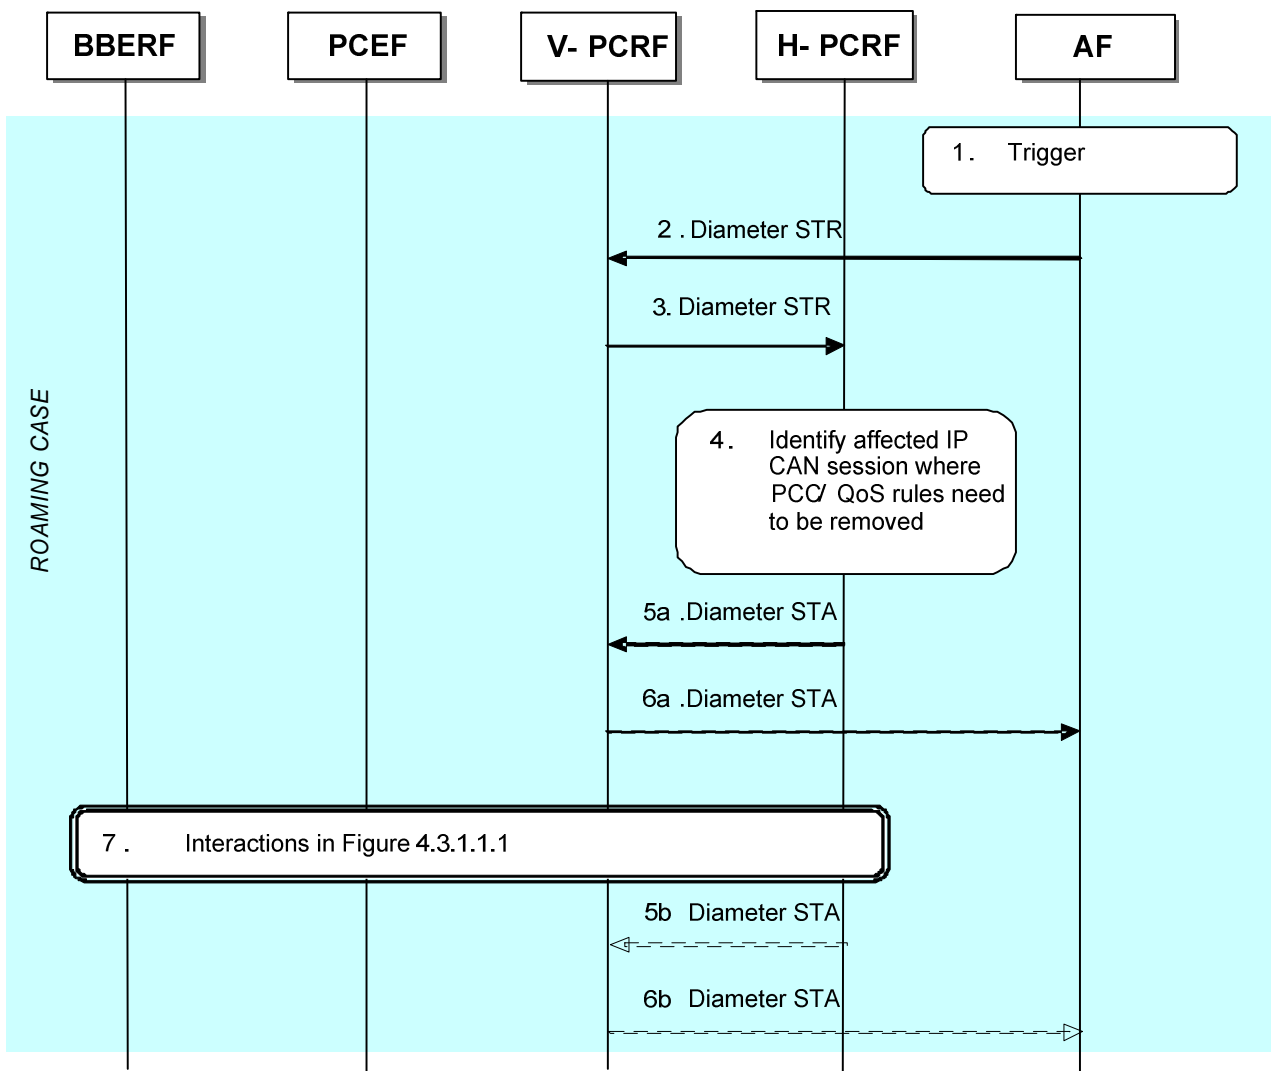 BBERF
PCEF
V- PCRF
H- PCRF
AF
1. Trigger
2 . Diameter STR
3. Diameter STR
ROAMING CASE
4. Identify affected IP
CAN session where
PCC/ QoS rules need
to be removed
5a .Diameter STA
6a .Diameter STA
7 . Interactions in Figure 4.3.1.1.1
5b Diameter STA
6b Diameter STA